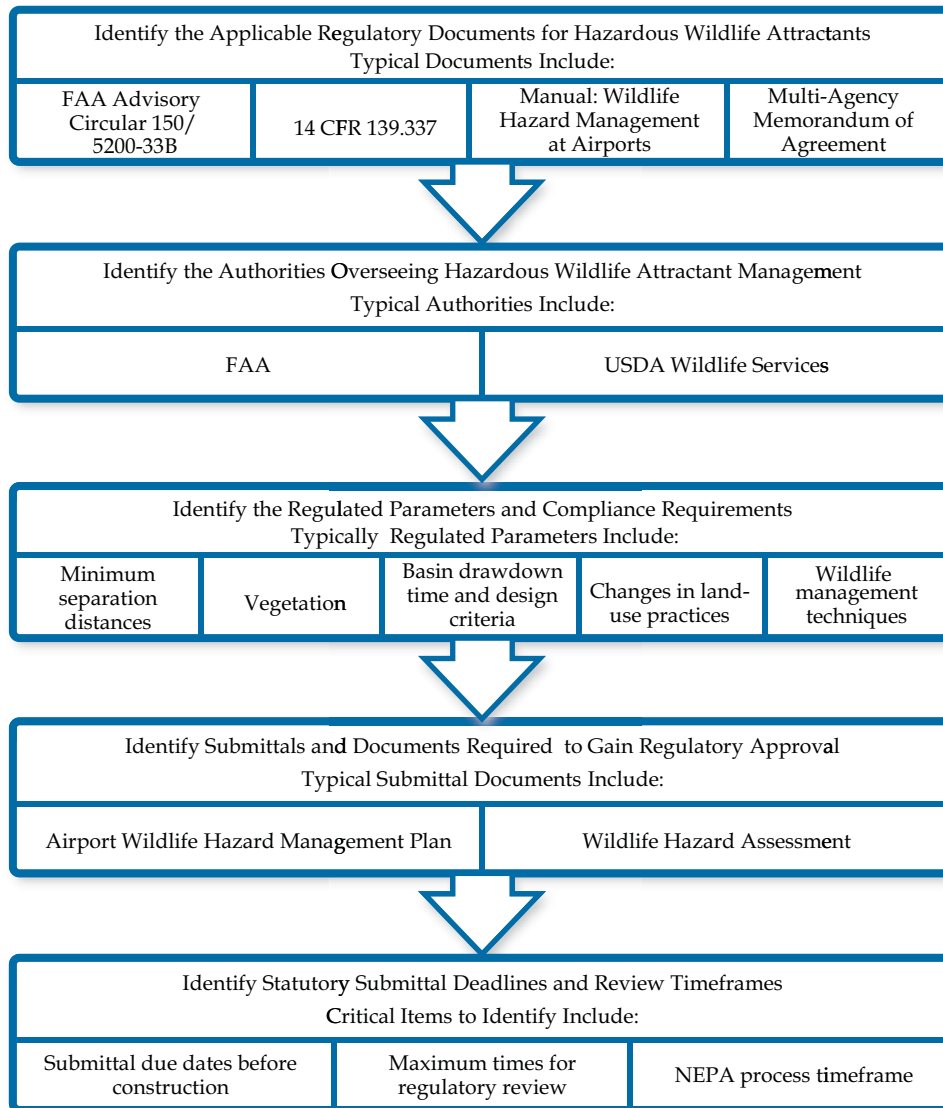 Identify the Applicable Regulatory Documents for Hazardous Wildlife Attractants
Typical Documents Include:
FAA Advisory
Circular 150/
5200-33B
14 CFR 139.337
Manual: Wildlife
Hazard Management
at Airports
Multi-Agency
Memorandum of
Agreement
Identify the Authorities Overseeing Hazardous Wildlife Attractant Management
Typical Authorities Include:
FAA
USDA Wildlife Services
Identify the Regulated Parameters and Compliance Requirements
Typically Regulated Parameters Include:
Minimum
separation
distances
Vegetation
Basin drawdown
time and design
criteria
Changes in land-
use practices
Wildlife
management
techniques
Identify Submittals and Documents Required to Gain Regulatory Approval
Typical Submittal Documents Include:
Airport Wildlife Hazard Management Plan
Wildlife Hazard Assessment
Identify Statutory Submittal Deadlines and Review Timeframes
Critical Items to Identify Include:
Submittal due dates before
construction
Maximum times for
regulatory review
NEPA process timeframe